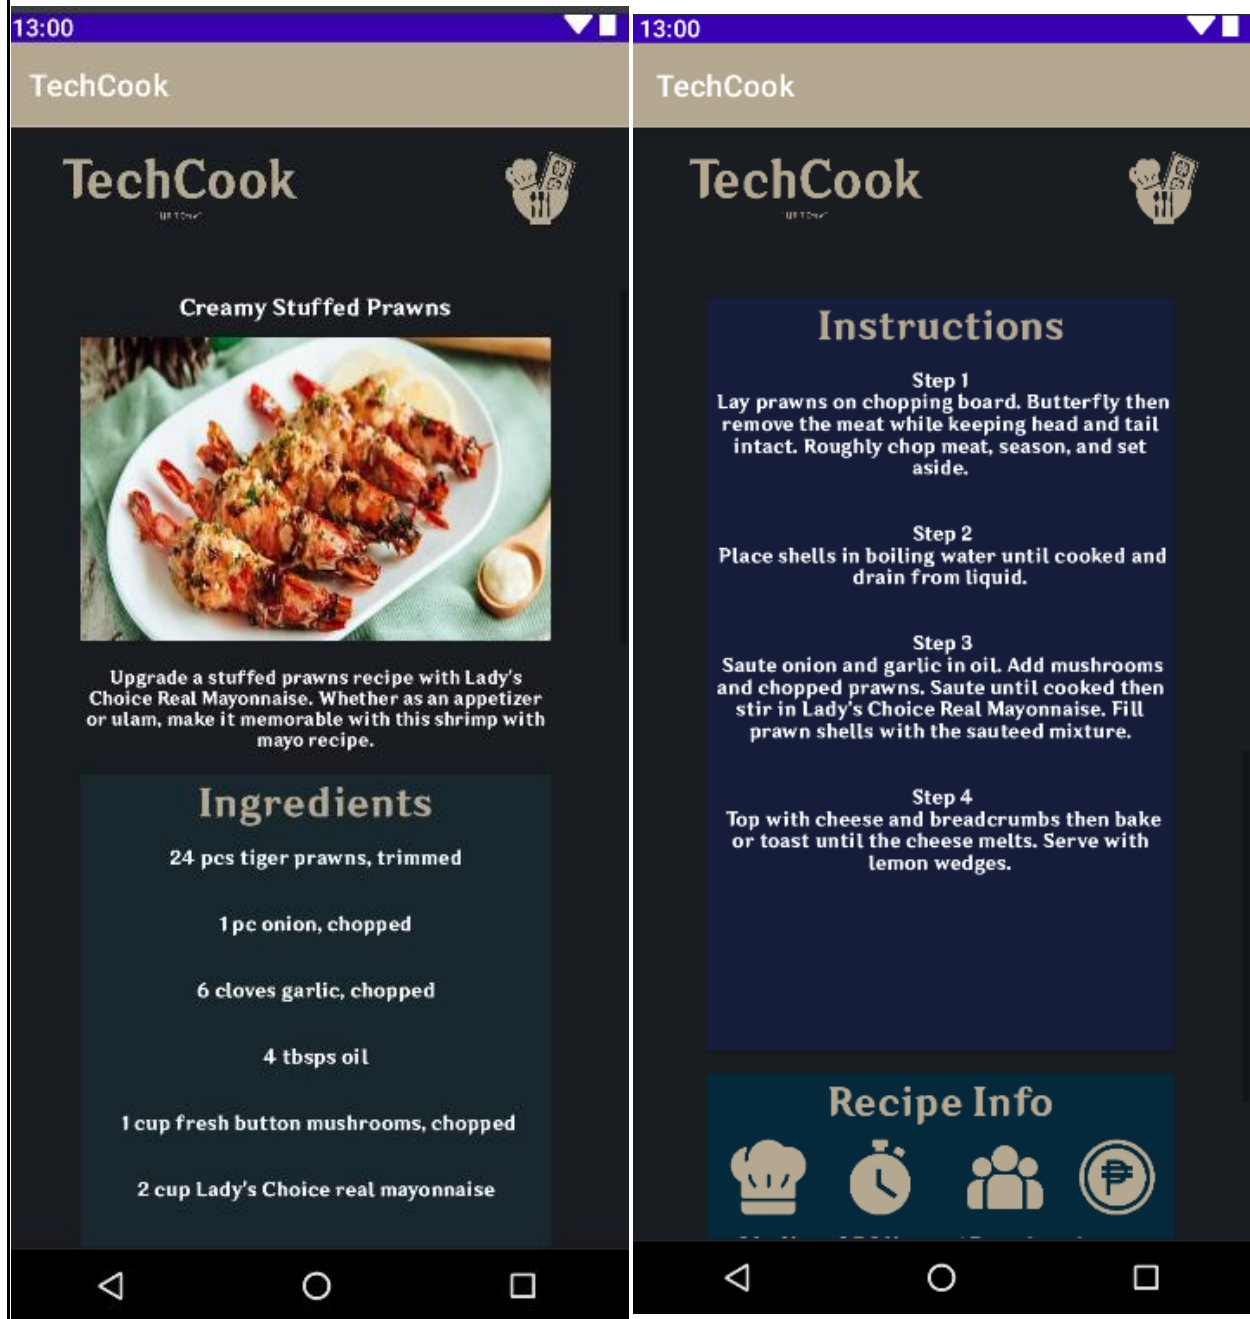 13:00
TechCook
TechCook
Creamy Stuffed Prawns
Upgrade a stuffed prawns recipe with Lady's
Choice Real Mayonnaise. Whether as an appetizer
or ulam, make it memorable with this shrimp with
mayo recipe.
Ingredients
24 pcs tiger prawns, trimmed
1 pc onion, chopped
6 cloves garlic, chopped
4 tbsps oil
1 cup fresh button mushrooms, chopped
2 cup Lady's Choice real mayonnaise
13:00
TechCook
TechCook
Instructions
Step 1
Lay prawns on chopping board. Butterfly then
remove the meat while keeping head and tail
intact. Roughly chop meat, season, and set
aside.
Step 2
Place shells in boiling water until cooked and
drain from liquid.
Step 3
Saute onion and garlic in oil. Add mushrooms
and chopped prawns. Saute until cooked then
stir in Lady's Choice Real Mayonnaise. Fill
prawn shells with the sauteed mixture.
Step 4
Top with cheese and breadcrumbs then bake
or toast until the cheese melts. Serve with
lemon wedges.
Recipe Info